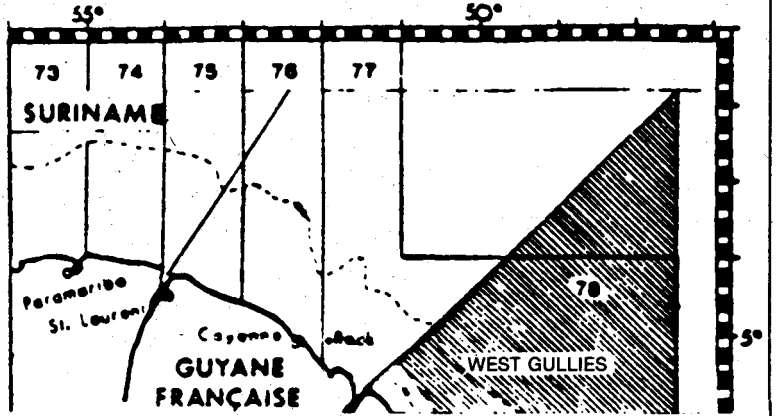 55° 50°
73 74 75 76 77
SURINAME
78
Paramaribo
St. Laurent
Cayenne
5°
GUYANE
FRANÇAISE
WEST GULLIES